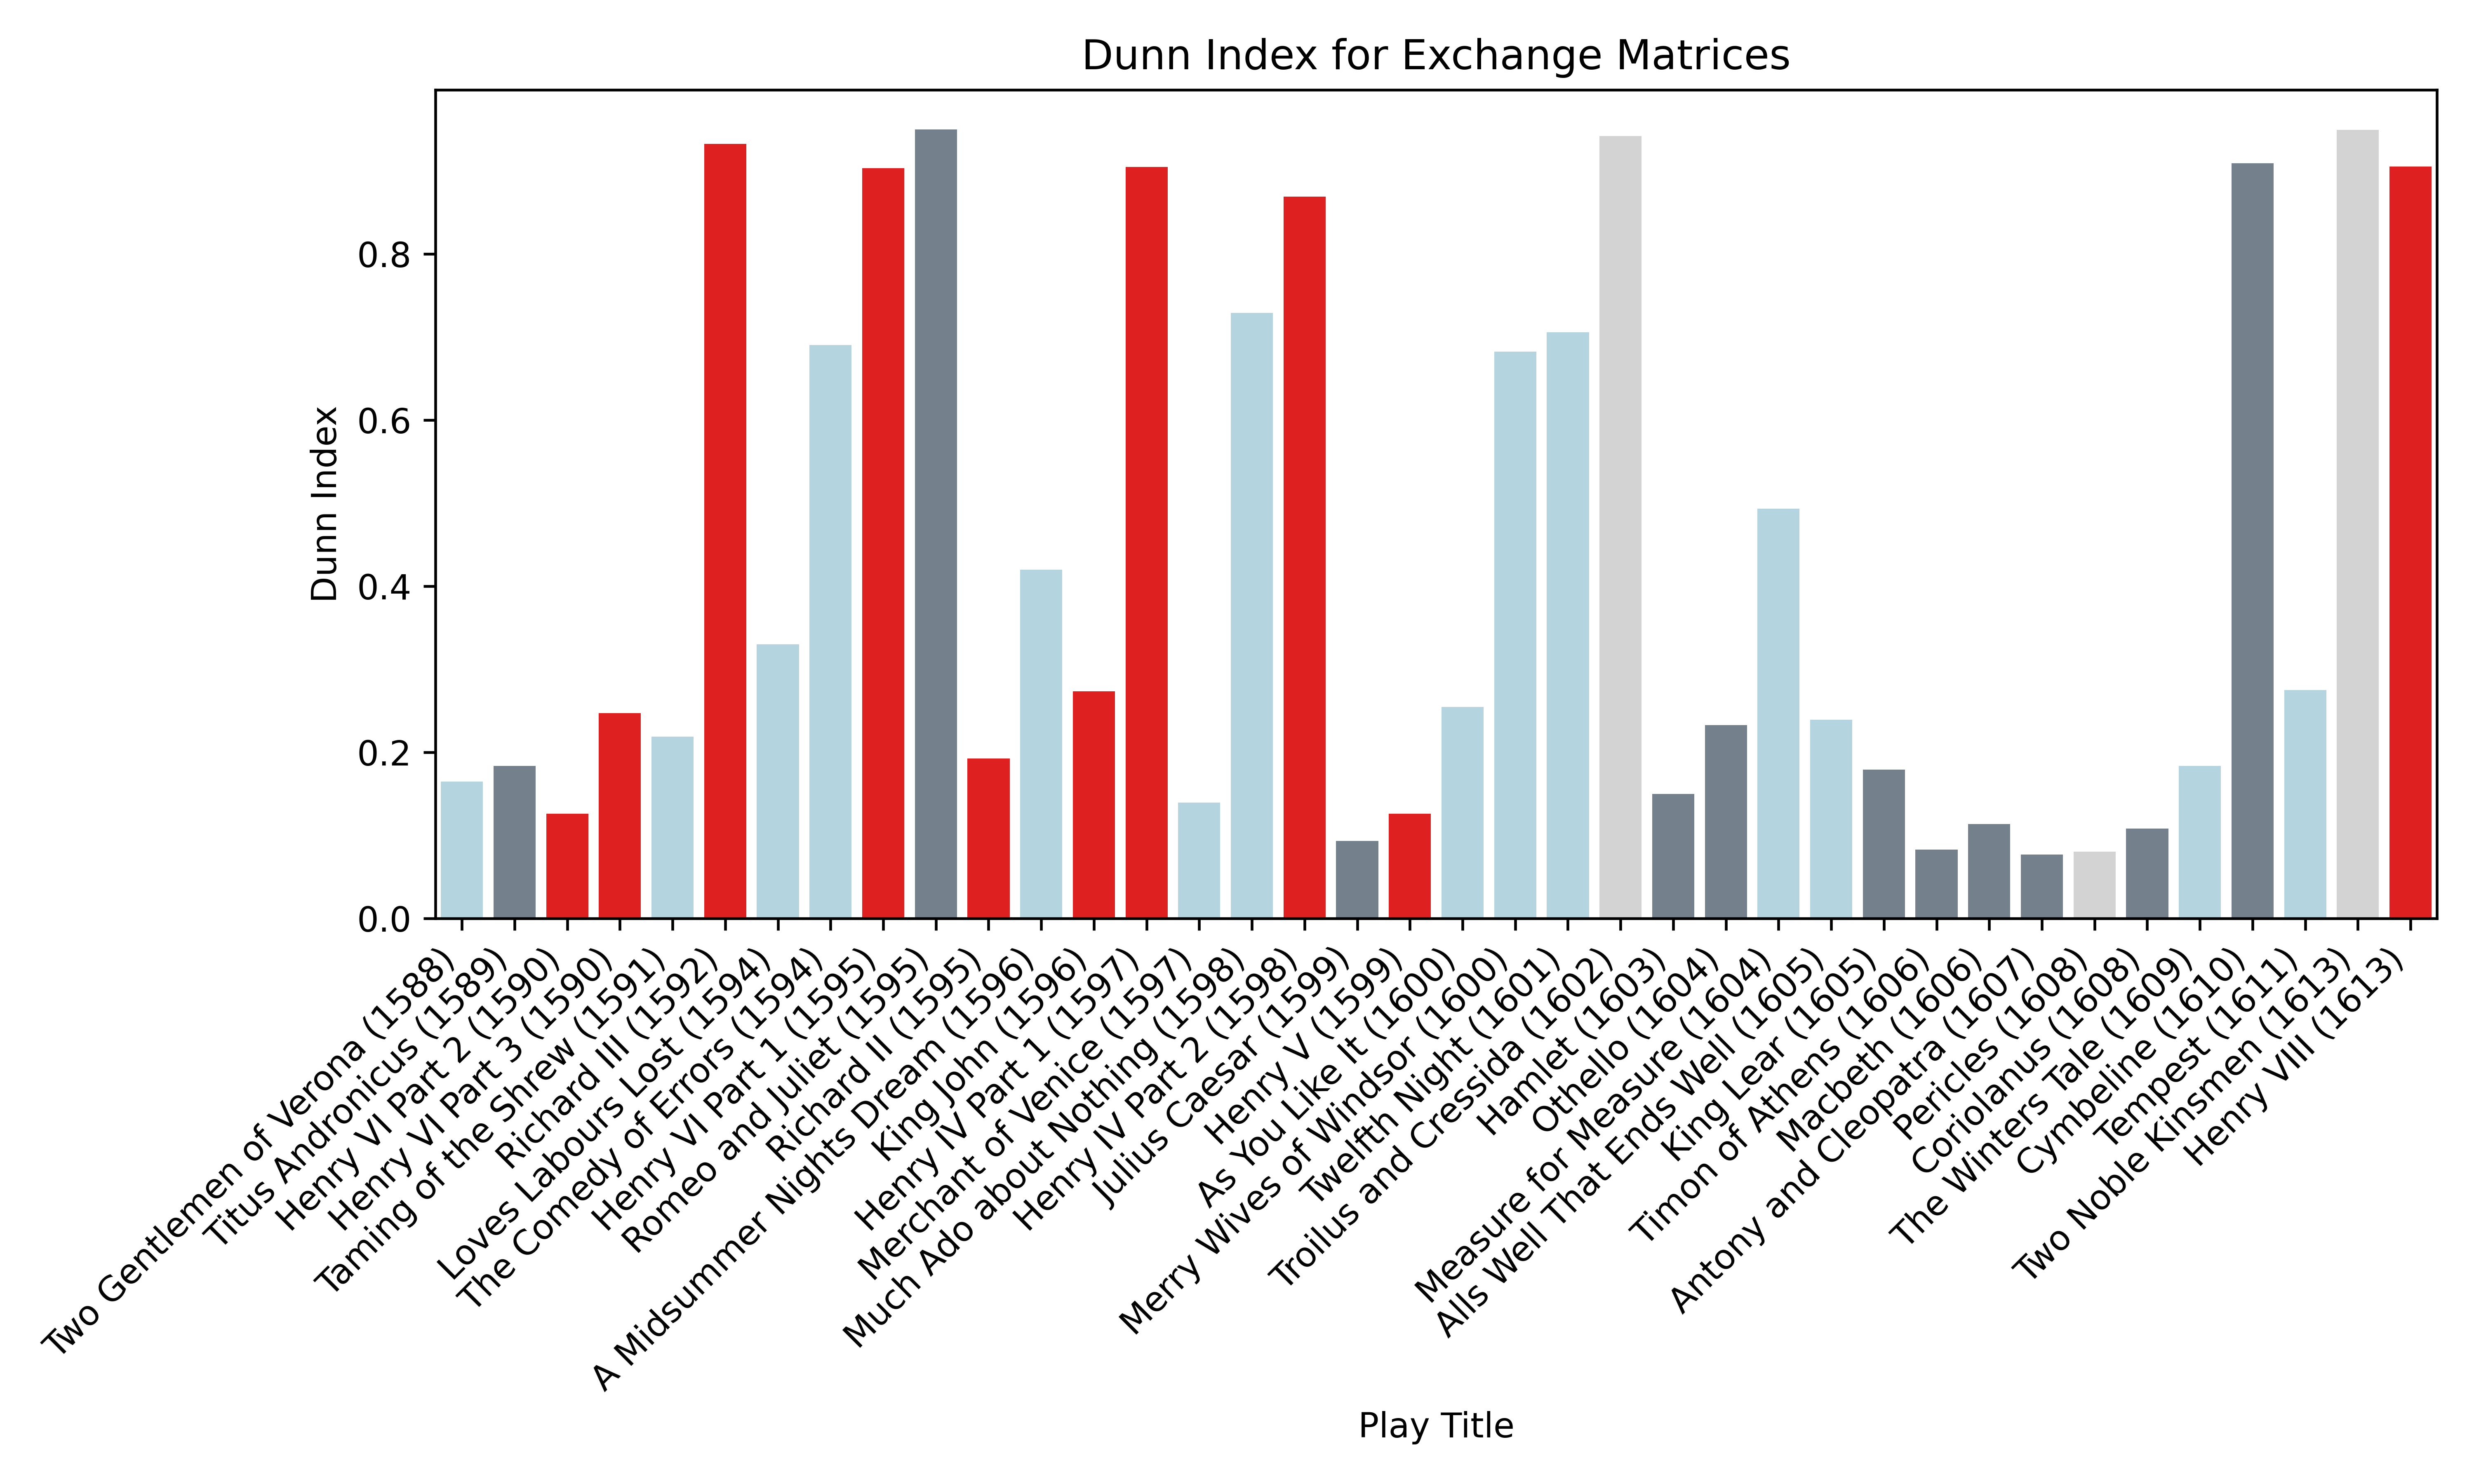 Dunn Index for Exchange Matrices
Dunn Index
0.8
0.6
0.4
0.2
0.0
Two Gentlemen of Verona (1588)
Titus Andronicus (1589)
Henry VI Part 2 (1590)
Henry VI Part 3 (1590)
Taming of the Shrew (1591)
Richard III (1592)
Loves Labours Lost (1594)
The Comedy of Errors (1594)
Henry VI Part 1 (1595)
Romeo and Juliet (1595)
Richard II (1595)
A Midsummer Nights Dream (1596)
King John (1596)
Henry IV Part 1 (1597)
Merchant of Venice (1597)
Much Ado about Nothing (1598)
Henry IV Part 2 (1598)
Julius Caesar (1599)
Henry V (1599)
As You Like It (1600)
Merry Wives of Windsor (1600)
Twelfth Night (1601)
Troilus and Cressida (1602)
Hamlet (1603)
Othello (1604)
Measure for Measure (1604)
Alls Well That Ends Well (1605)
King Lear (1605)
Timon of Athens (1606)
Macbeth (1606)
Antony and Cleopatra (1607)
Pericles (1608)
Coriolanus (1608)
The Winters Tale (1609)
Cymbeline (1610)
Tempest (1611)
Two Noble Kinsmen (1613)
Henry VIII (1613)
Play Title